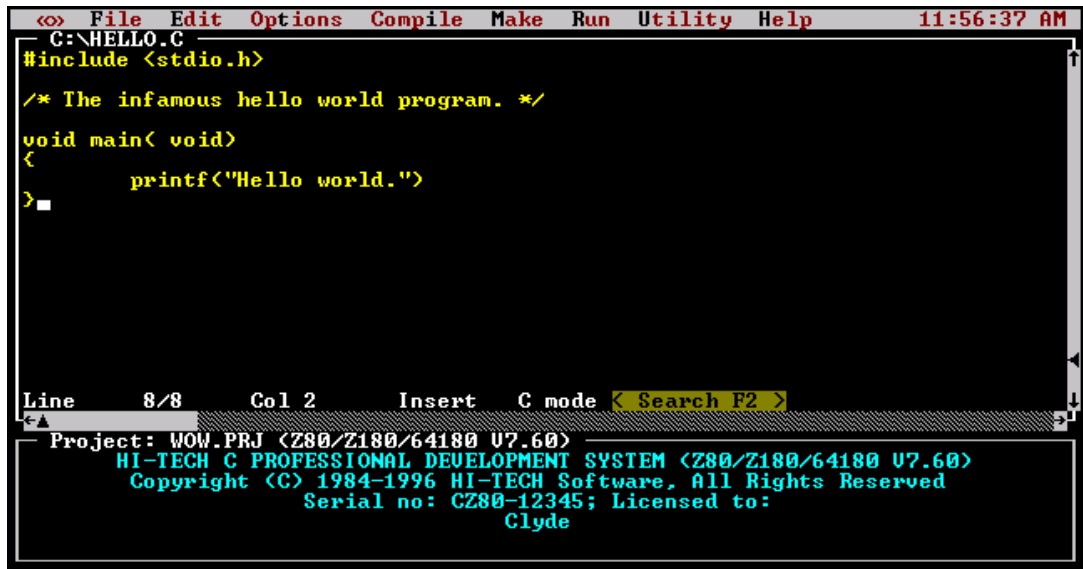 <> File Edit Options Compile Make Run Utility Help 11:56:37 AM
C:\HELLO.C
#include <stdio.h>
/* The infamous hello world program. */
void main( void)
{
printf("Hello world.")
}
Line 8/8 Col 2 Insert C mode < Search F2 >
Project: WOW.PRJ (Z80/Z180/64180 V7.60)
HI-TECH C PROFESSIONAL DEVELOPMENT SYSTEM (Z80/Z180/64180 V7.60)
Copyright (C) 1984-1996 HI-TECH Software, All Rights Reserved
Serial no: CZ80-12345; Licensed to:
Clyde